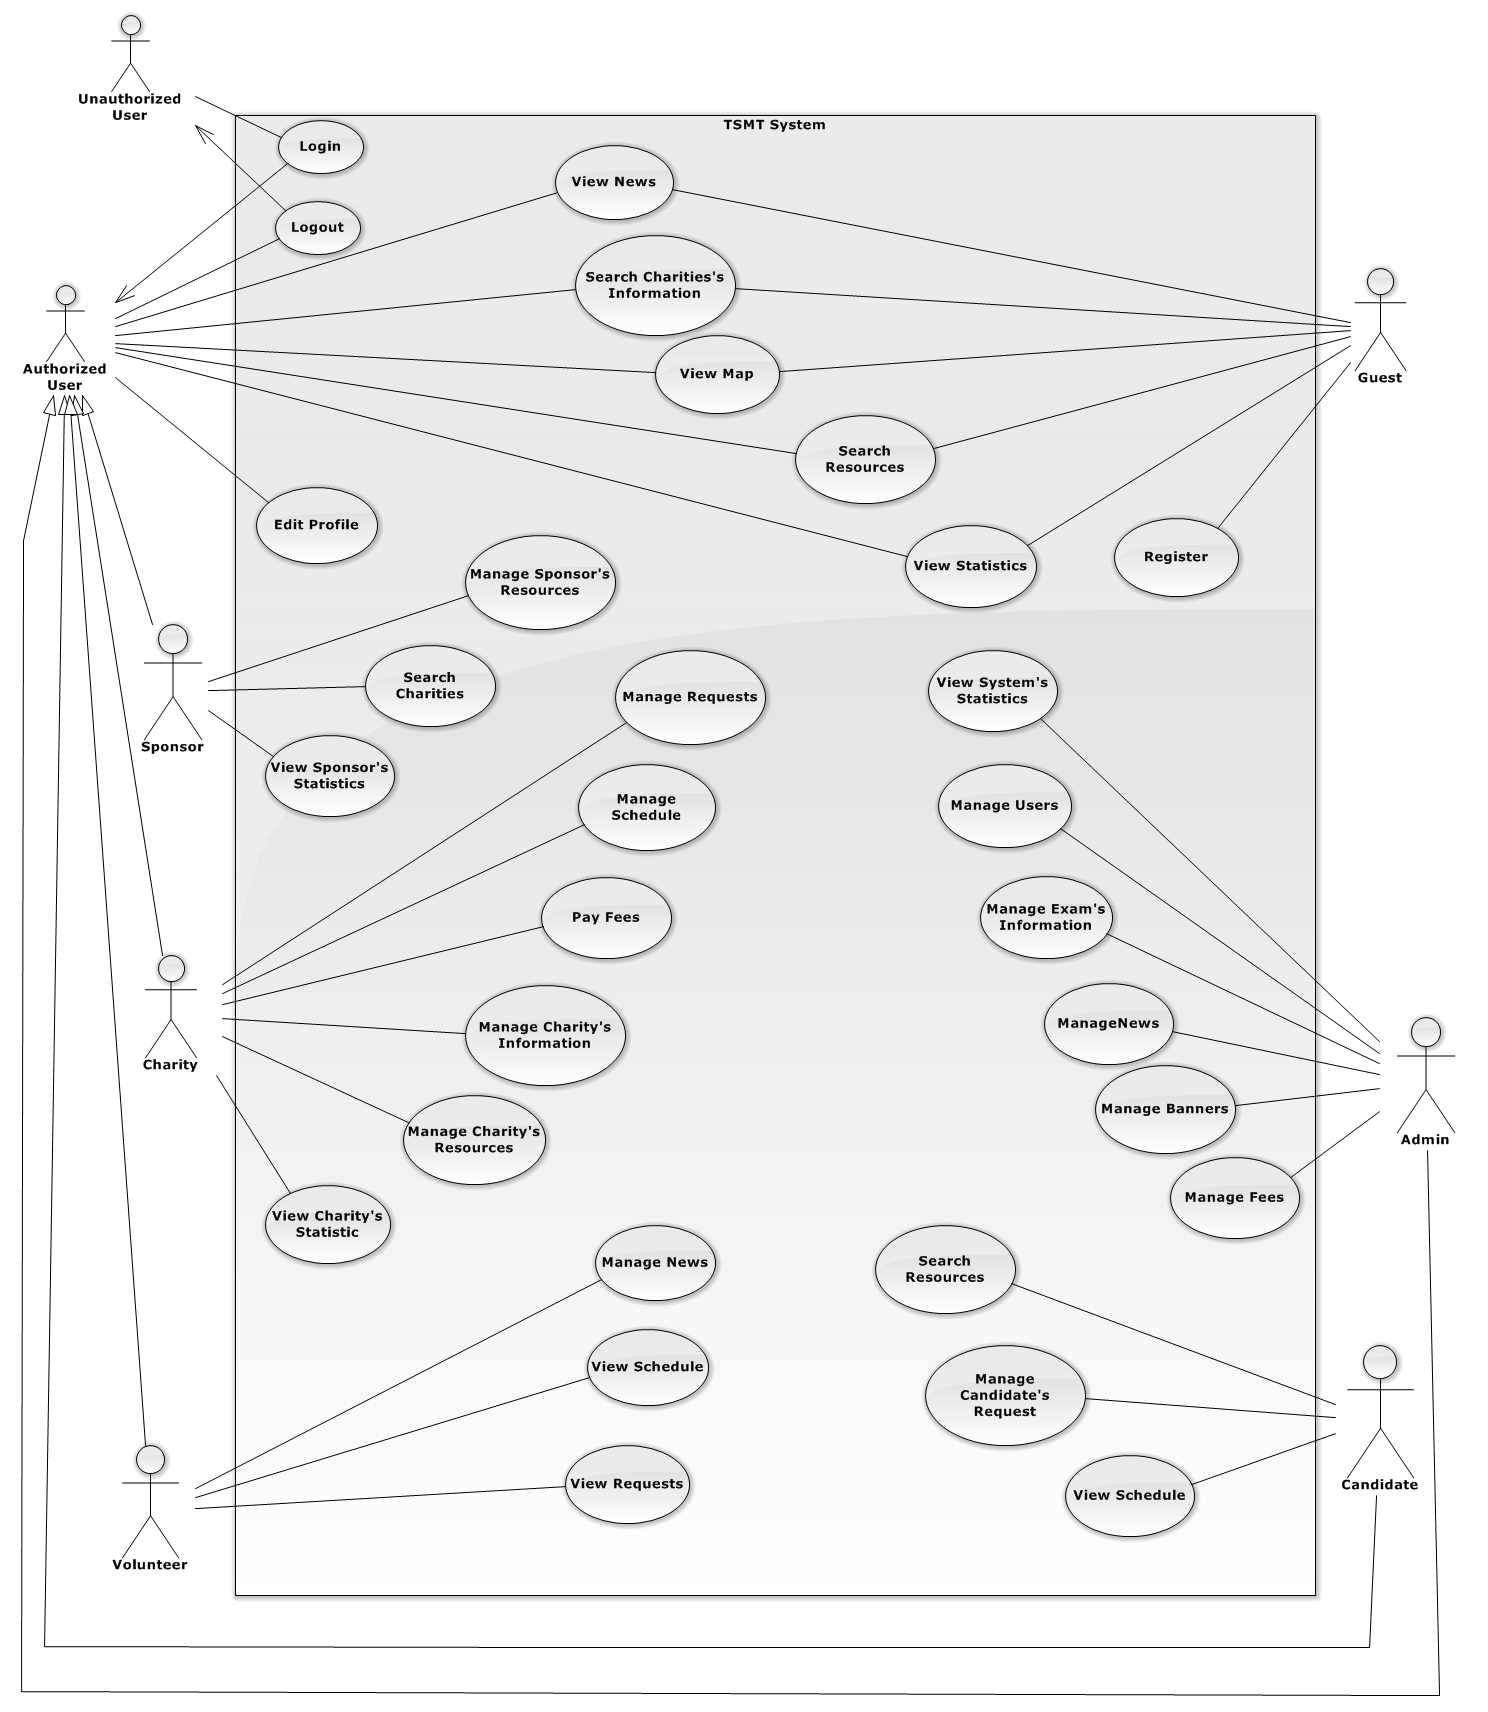 Unauthorized
User
TSMT System
Login
View News
Logout
Search Charities's
Information
Authorized
User
View Map
Guest
Search
Resources
Edit Profile
View Statistics
Register
Manage Sponsor's
Resources
Sponsor
Search
Charities
Manage Requests
View System's
Statistics
View Sponsor's
Statistics
Manage
Schedule
Manage Users
Pay Fees
Manage Exam's
Information
Charity
Manage Charity's
Information
ManageNews
Manage Charity's
Resources
Manage Banners
Admin
View Charity's
Statistic
Manage Fees
Manage News
Search
Resources
View Schedule
Manage
Candidate's
Request
Candidate
View Requests
View Schedule
Volunteer